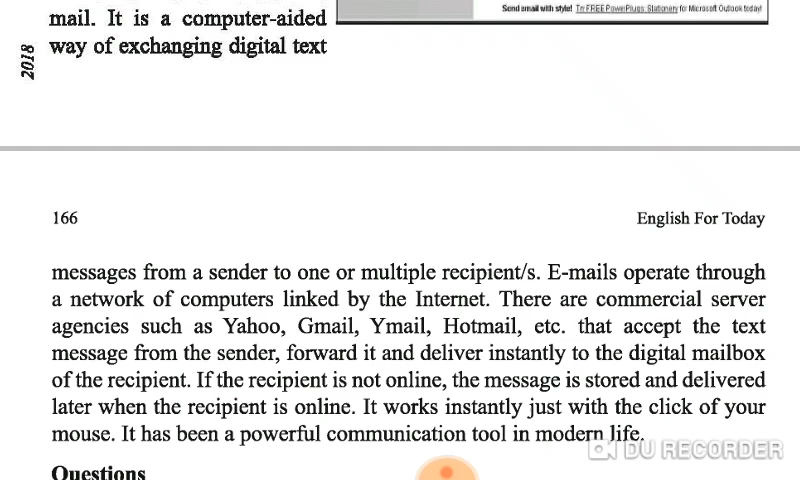 mail. It is a computer-aided
way of exchanging digital text
Send email with style! Try FREE PowerPlugs: Stationery for Microsoft Outlook today!
2018
166
English For Today
messages from a sender to one or multiple recipient/s. E-mails operate through
a network of computers linked by the Internet. There are commercial server
agencies such as Yahoo, Gmail, Ymail, Hotmail, etc. that accept the text
message from the sender, forward it and deliver instantly to the digital mailbox
of the recipient. If the recipient is not online, the message is stored and delivered
later when the recipient is online. It works instantly just with the click of your
mouse. It has been a powerful communication tool in modern life.
DU RECORDER
Questions